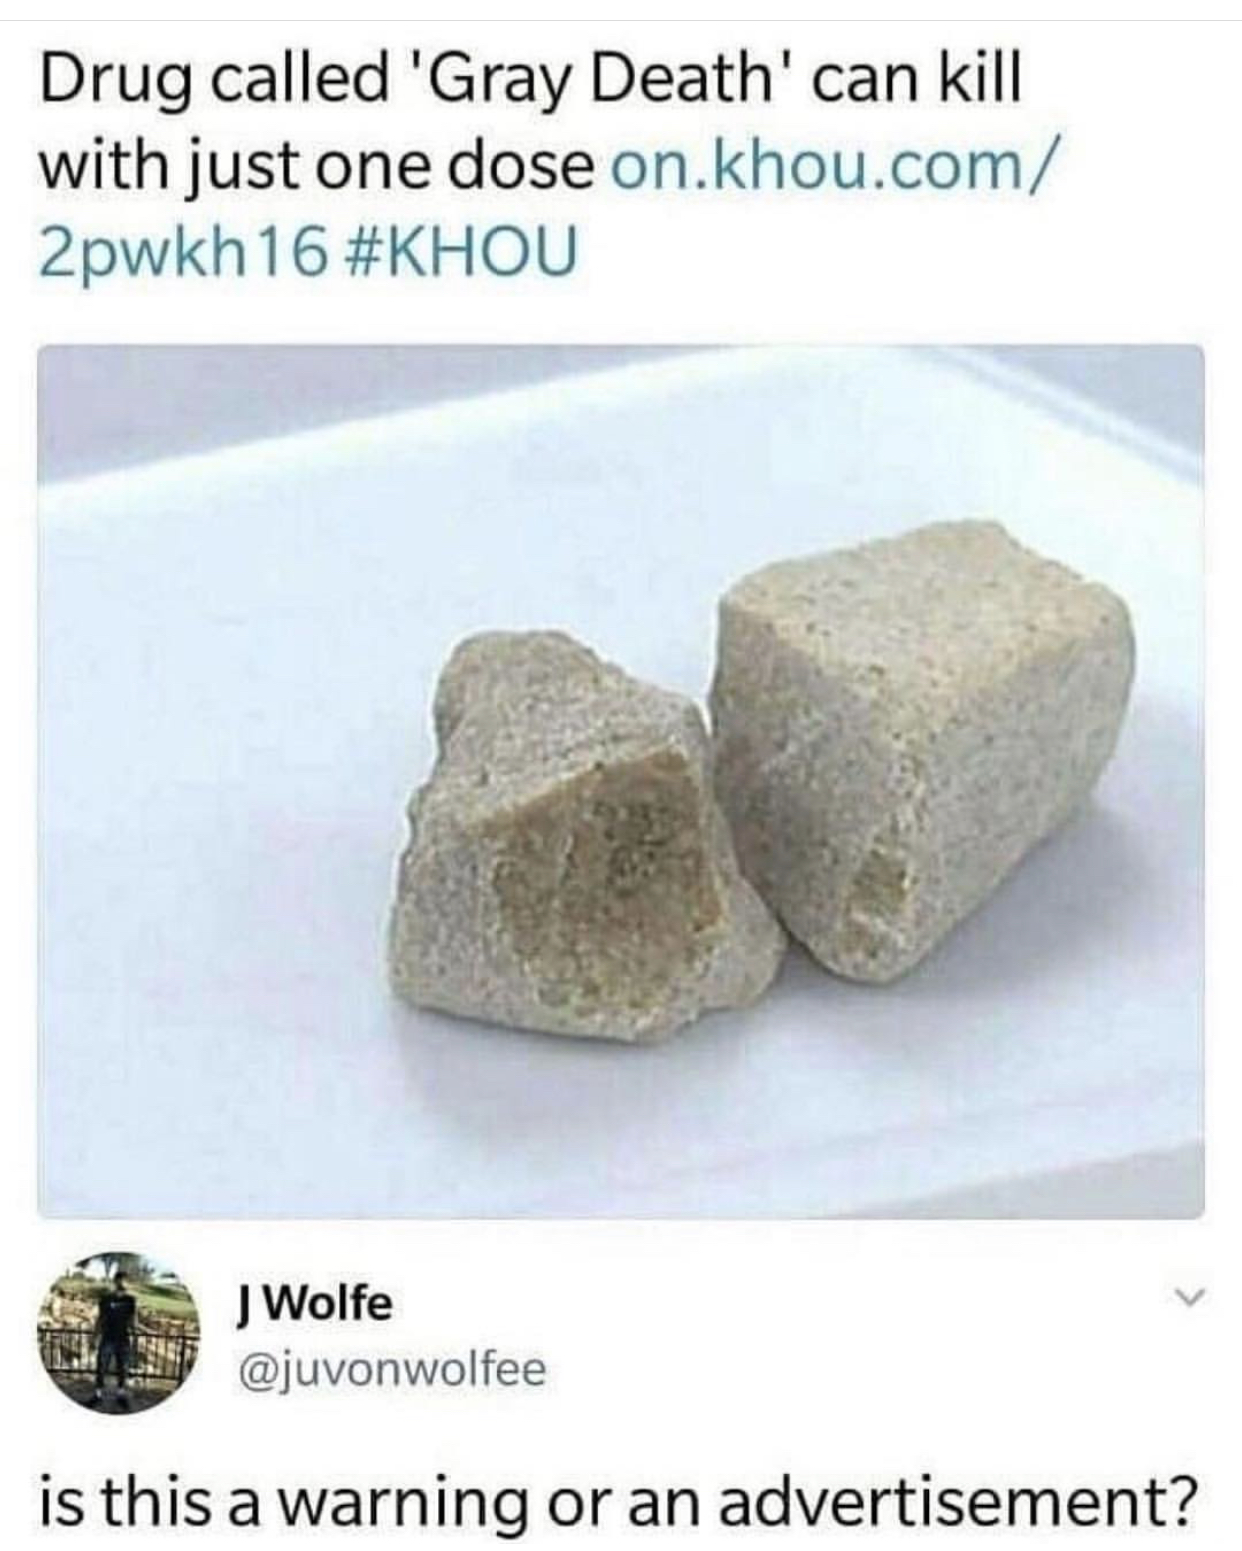 Drug called 'Gray Death' can kill
with just one dose on.khou.com/
2pwkh16 #KHOU
J Wolfe
@juvonwolfee
is this a warning or an advertisement?